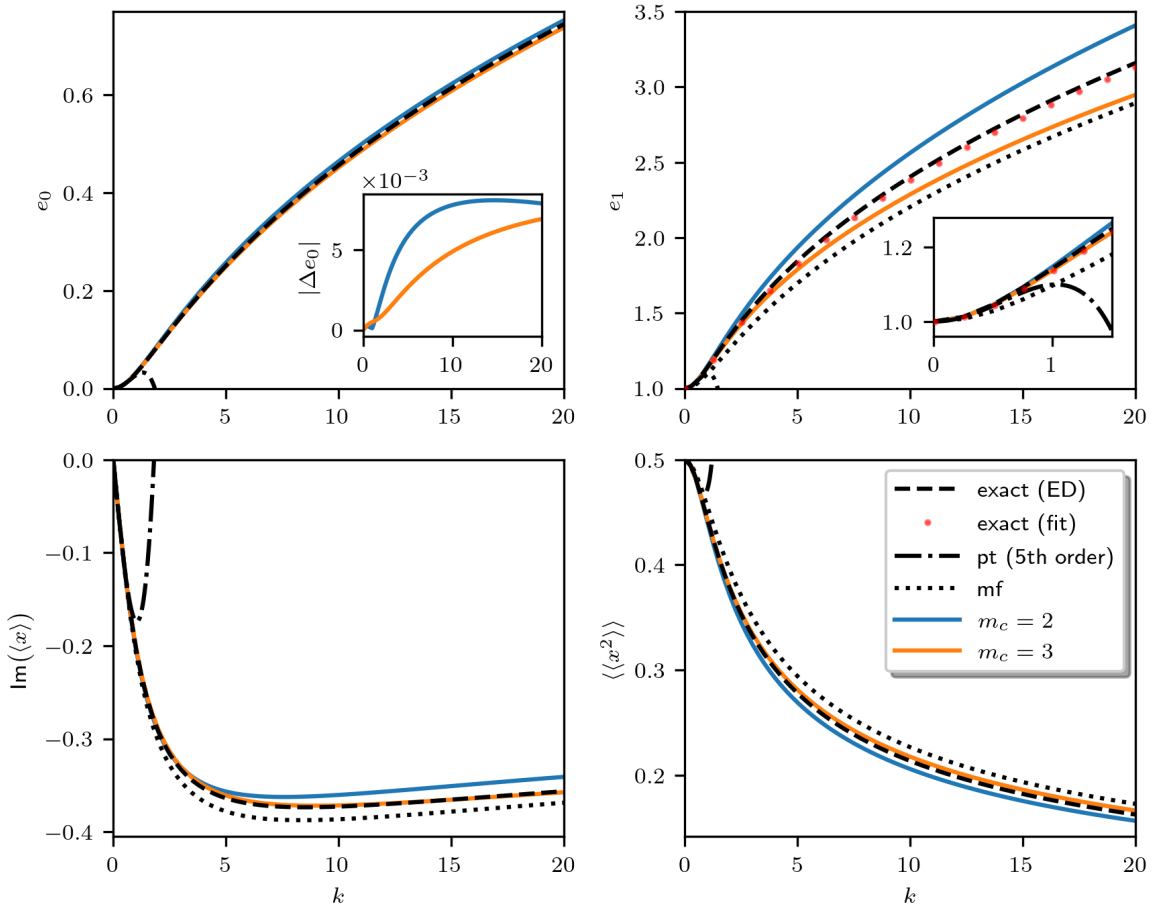 0.6
0.4
0.2
0.0
e₀
0 5 10 15 20
×10⁻³
5
0
|Δe₀|
0 10 20
3.5
3.0
2.5
2.0
1.5
1.0
e₁
0 5 10 15 20
1.2
1.0
0 1
0.0
−0.1
−0.2
−0.3
−0.4
Im(⟨x⟩)
0 5 10 15 20
k
0.5
0.4
0.3
0.2
⟨⟨x²⟩⟩
0 5 10 15 20
k
exact (ED)
exact (fit)
pt (5th order)
mf
m_c = 2
m_c = 3